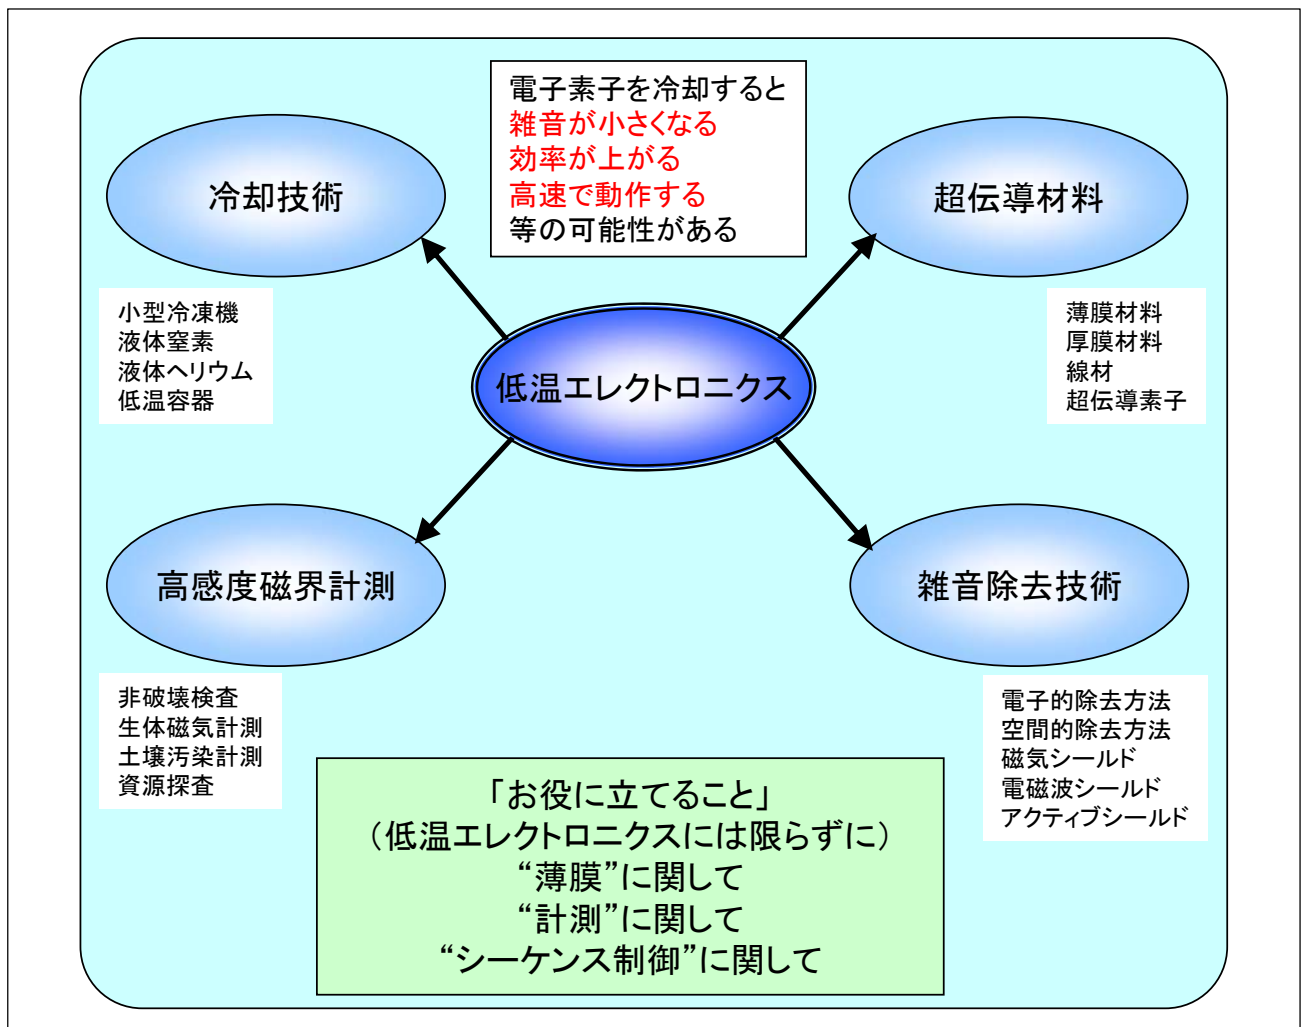 電子素子を冷却すると
雑音が小さくなる
効率が上がる
高速で動作する
等の可能性がある
冷却技術
小型冷凍機
液体窒素
液体ヘリウム
低温容器
超伝導材料
薄膜材料
厚膜材料
線材
超伝導素子
低温エレクトロニクス
高感度磁界計測
非破壊検査
生体磁気計測
土壌汚染計測
資源探査
雑音除去技術
電子的除去方法
空間的除去方法
磁気シールド
電磁波シールド
アクティブシールド
「お役に立てること」
（低温エレクトロニクスには限らずに）
“薄膜”に関して
“計測”に関して
“シーケンス制御”に関して